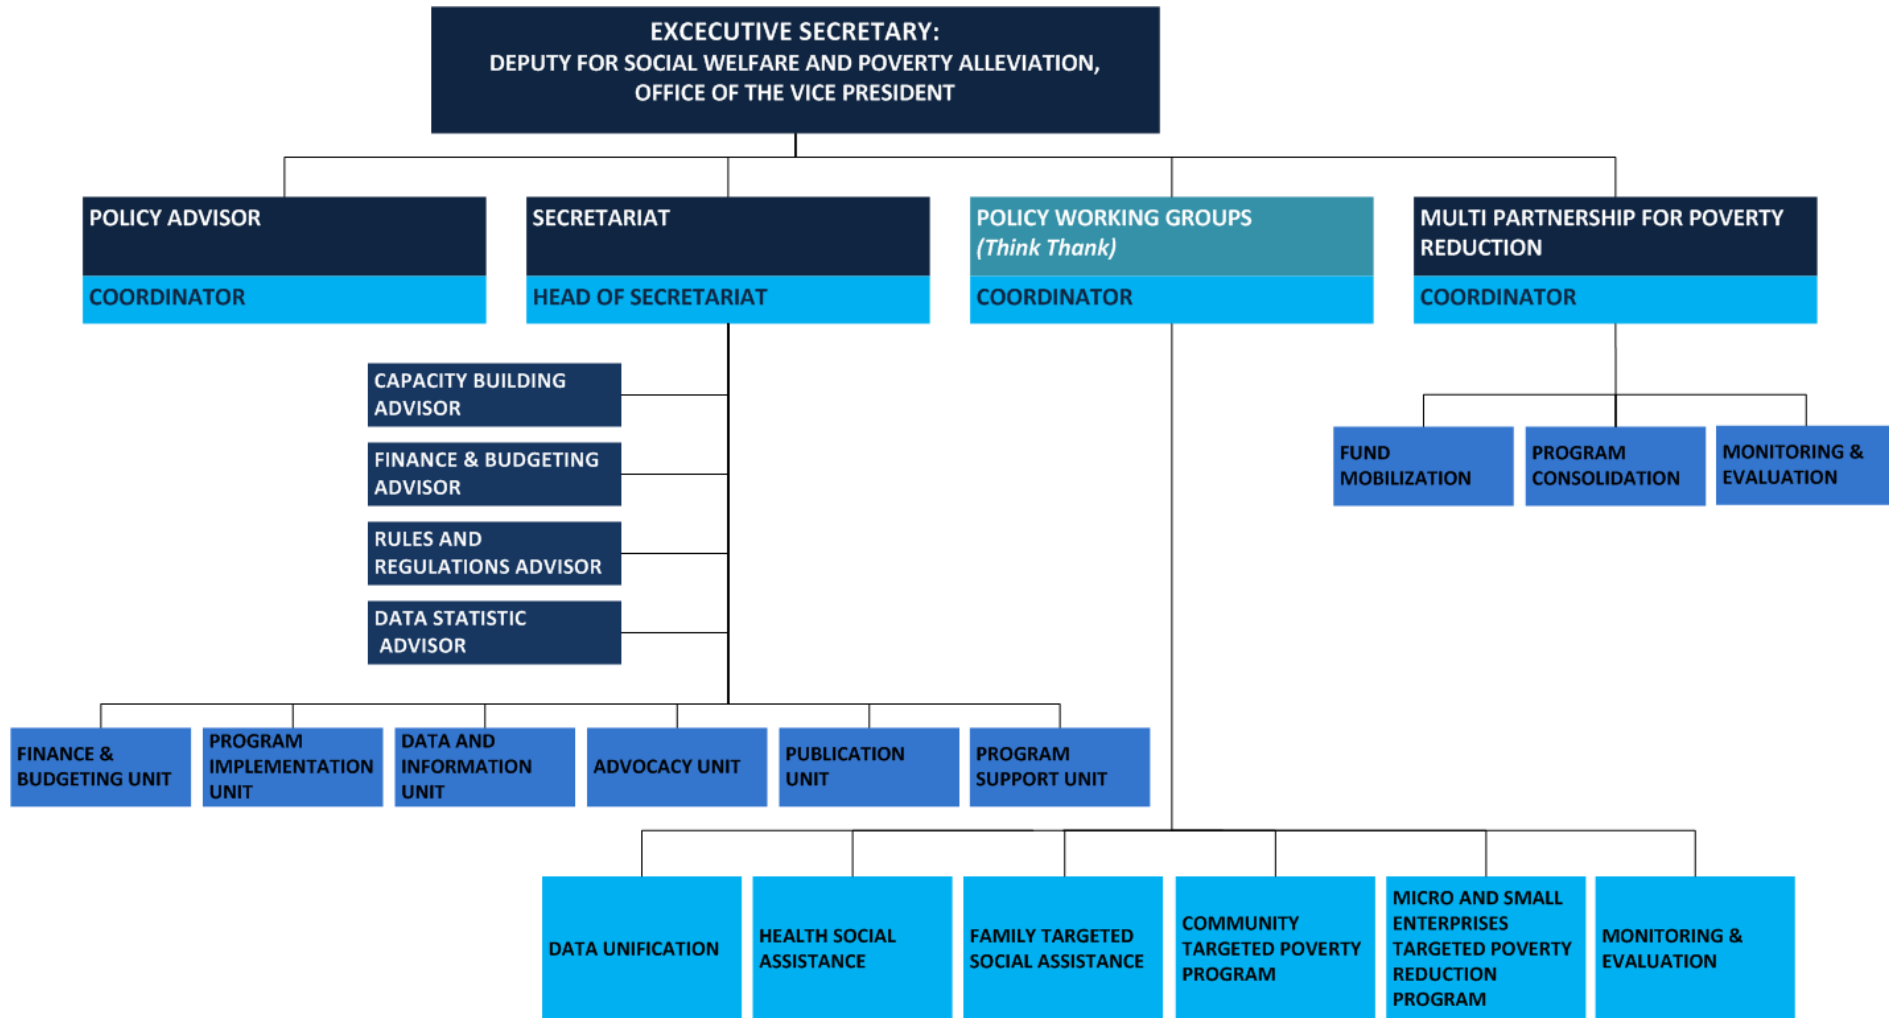 EXCECUTIVE SECRETARY:
DEPUTY FOR SOCIAL WELFARE AND POVERTY ALLEVIATION,
OFFICE OF THE VICE PRESIDENT
POLICY ADVISOR
COORDINATOR
SECRETARIAT
HEAD OF SECRETARIAT
POLICY WORKING GROUPS
(Think Thank)
COORDINATOR
MULTI PARTNERSHIP FOR POVERTY
REDUCTION
COORDINATOR
CAPACITY BUILDING
ADVISOR
FINANCE & BUDGETING
ADVISOR
RULES AND
REGULATIONS ADVISOR
DATA STATISTIC
ADVISOR
FUND
MOBILIZATION
PROGRAM
CONSOLIDATION
MONITORING &
EVALUATION
FINANCE &
BUDGETING UNIT
PROGRAM
IMPLEMENTATION
UNIT
DATA AND
INFORMATION
UNIT
ADVOCACY UNIT
PUBLICATION
UNIT
PROGRAM
SUPPORT UNIT
DATA UNIFICATION
HEALTH SOCIAL
ASSISTANCE
FAMILY TARGETED
SOCIAL ASSISTANCE
COMMUNITY
TARGETED POVERTY
PROGRAM
MICRO AND SMALL
ENTERPRISES
TARGETED POVERTY
REDUCTION
PROGRAM
MONITORING &
EVALUATION